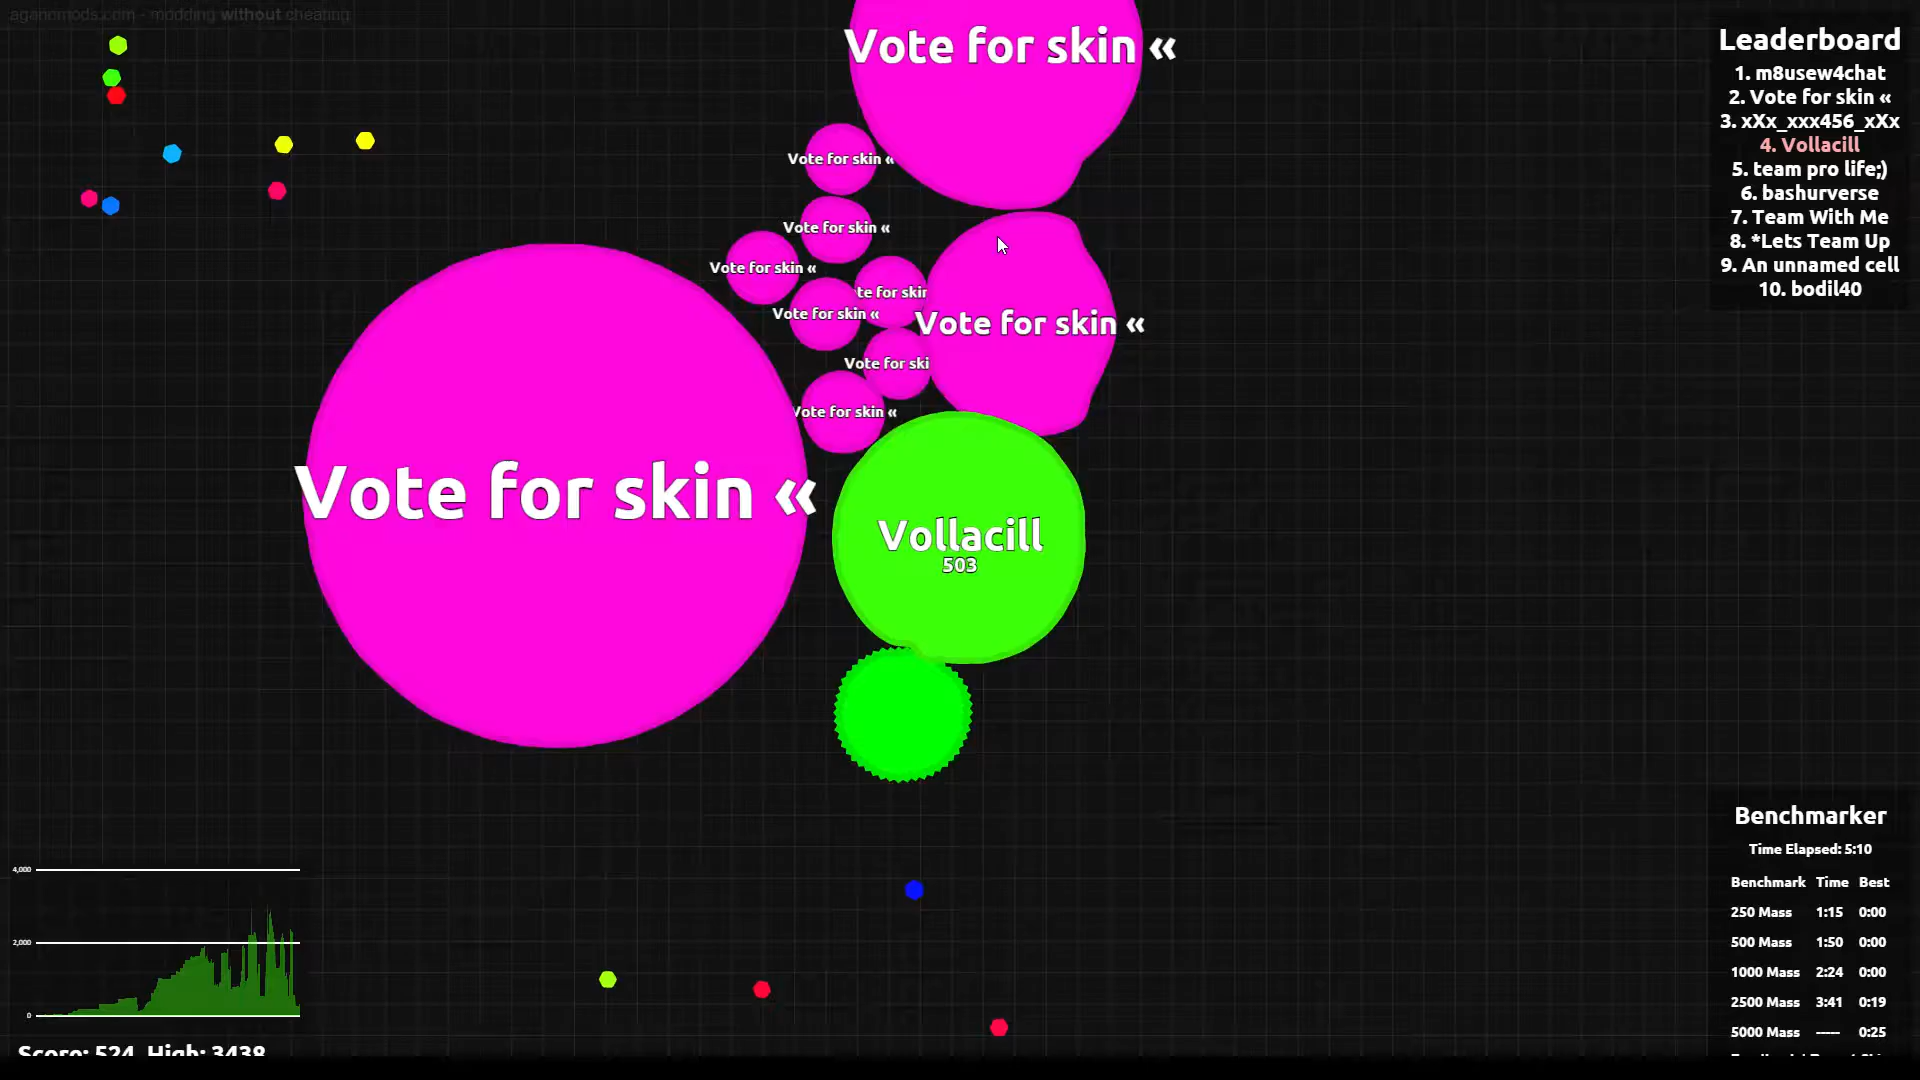 agariomods.com - modding without cheating
Vote for skin «
Vote for skin «
Vote for skin «
Vote for skin «
te for skin
Vote for skin «
Vote for skin «
Vote for ski
Vote for skin «
Vote for skin «
Vollacill
503
Leaderboard
1. m8usew4chat
2. Vote for skin «
3. xXx_xxx456_xXx
4. Vollacill
5. team pro life;)
6. bashurverse
7. Team With Me
8. *Lets Team Up
9. An unnamed cell
10. bodil40
Benchmarker
Time Elapsed: 5:10
Benchmark Time Best
250 Mass 1:15 0:00
500 Mass 1:50 0:00
1000 Mass 2:24 0:00
2500 Mass 3:41 0:19
5000 Mass ----- 0:25
4,000
2,000
0
Score: 524 High: 3438